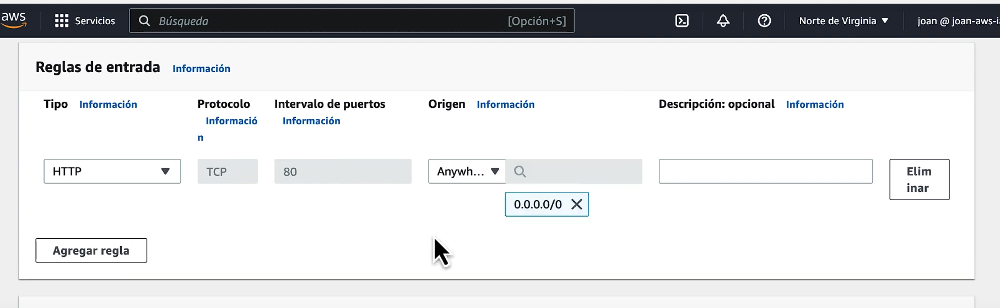 aws
Servicios
Búsqueda
[Opción+S]
Norte de Virginia
joan @ joan-aws-i
Reglas de entrada Información
Tipo Información
Protocolo
Informació
n
Intervalo de puertos
Información
Origen Información
Descripción: opcional Información
HTTP
TCP
80
Anywh...
0.0.0.0/0
Elim
inar
Agregar regla